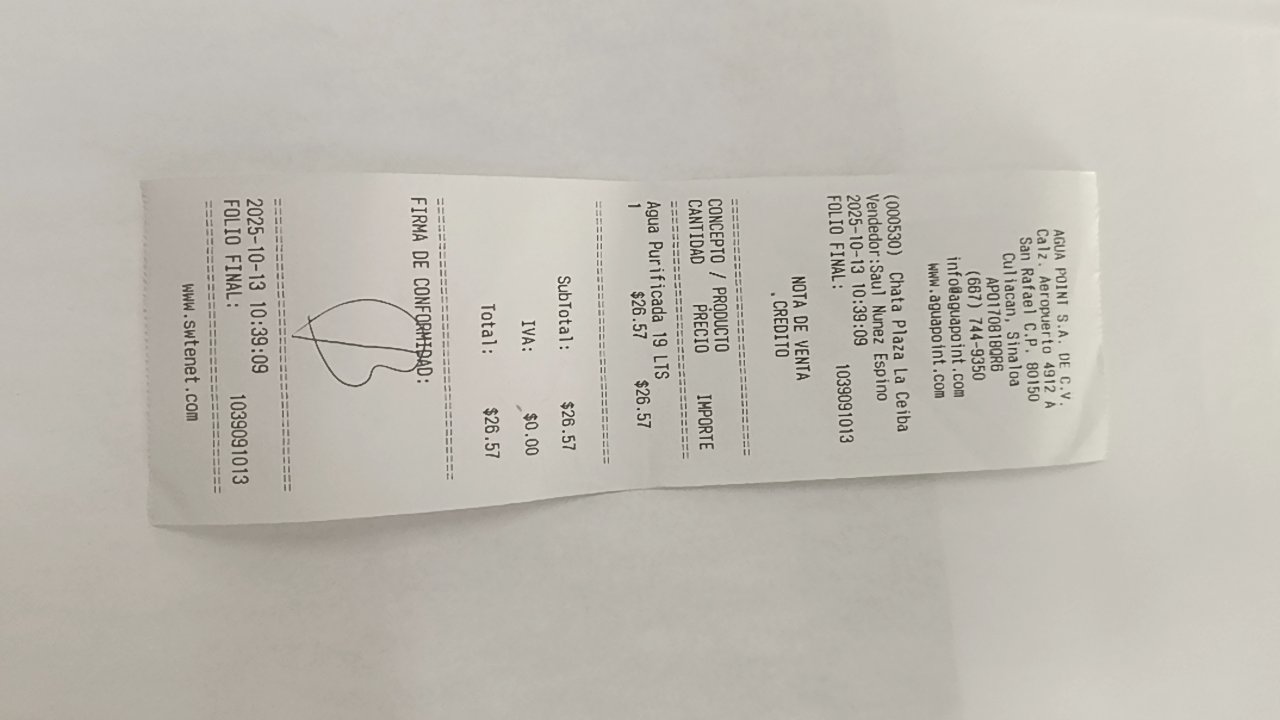 AGUA POINT S.A. DE C.V.
Calz. Aeropuerto 4912 A
San Rafael C.P. 80150
Culiacan, Sinaloa
APO170818QR6
(667) 744-9350
info@aguapoint.com
www.aguapoint.com
(000530) Chata Plaza La Ceiba
Vendedor:Saul Nunez Espino
2025-10-13 10:39:09
FOLIO FINAL: 1039091013
NOTA DE VENTA
CREDITO
CONCEPTO / PRODUCTO
CANTIDAD PRECIO IMPORTE
Agua Purificada 19 LTS
1 $26.57 $26.57
SubTotal: $26.57
IVA: $0.00
Total: $26.57
FIRMA DE CONFORMIDAD:
2025-10-13 10:39:09
FOLIO FINAL: 1039091013
www.swtenet.com